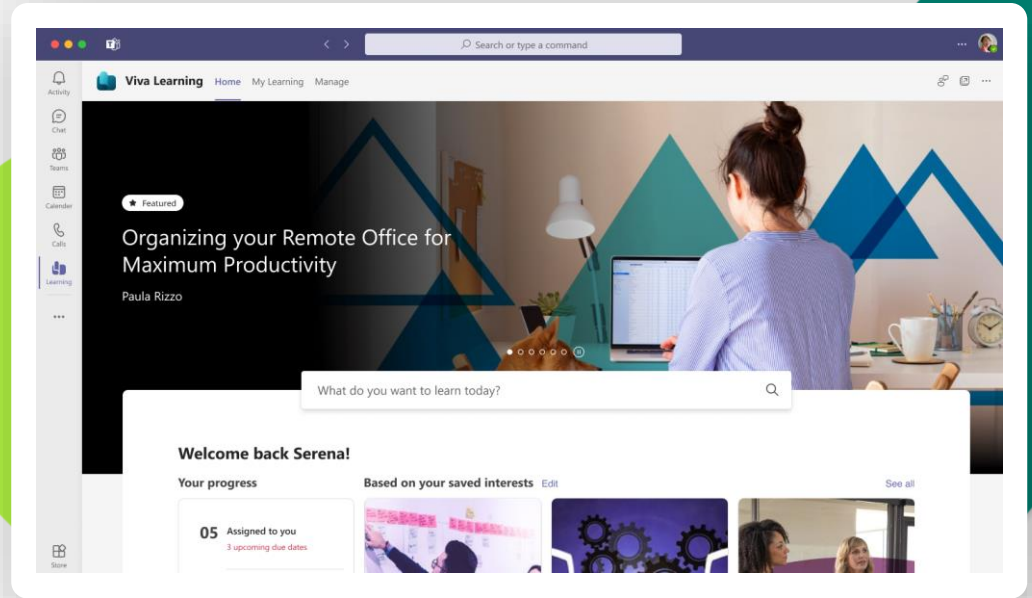 Search or type a command
...
Activity
Chat
Teams
Calender
Calls
Learning
...
Store
Viva Learning Home My Learning Manage
...
★ Featured
Organizing your Remote Office for
Maximum Productivity
Paula Rizzo
What do you want to learn today?
Welcome back Serena!
Your progress
05 Assigned to you
3 upcoming due dates
Based on your saved interests Edit See all